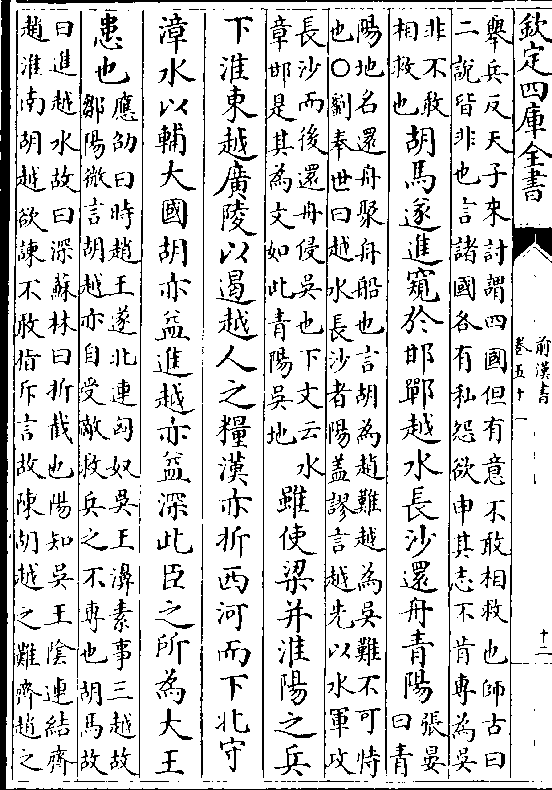 欽定四庫全書
前漢書
卷五十一
十二
舉兵反天子來討謂四國但有意不敢相救也師古曰
二說皆非也言諸國各有私怨欲申其志不肯專為吳
非不敢
相救也
胡馬遂進窺於邯鄲越水長沙還舟青陽
張晏
曰青
陽地名還舟聚舟船也言胡為趙難越為吳難不可恃
也○劉奉世曰越水長沙者陽盖謬言越先以水軍攻
長沙而後還舟侵吳也下文云水
章邯是其為文如此青陽吳地
雖使梁并淮陽之兵
下淮東越廣陵以遏越人之糧漢亦折西河而下北守
漳水以輔大國胡亦益進越亦益深此臣之所為大王
患也
應劭曰時趙王遂北連匈奴吳王濞素事三越故
鄒陽微言胡越亦自受敵救兵之不專也胡馬故
曰進越水故曰深蘇林曰折截也陽知吳王陰連結齊
趙淮南胡越欲諫不敢指斥言故陳胡越之難齊趙之